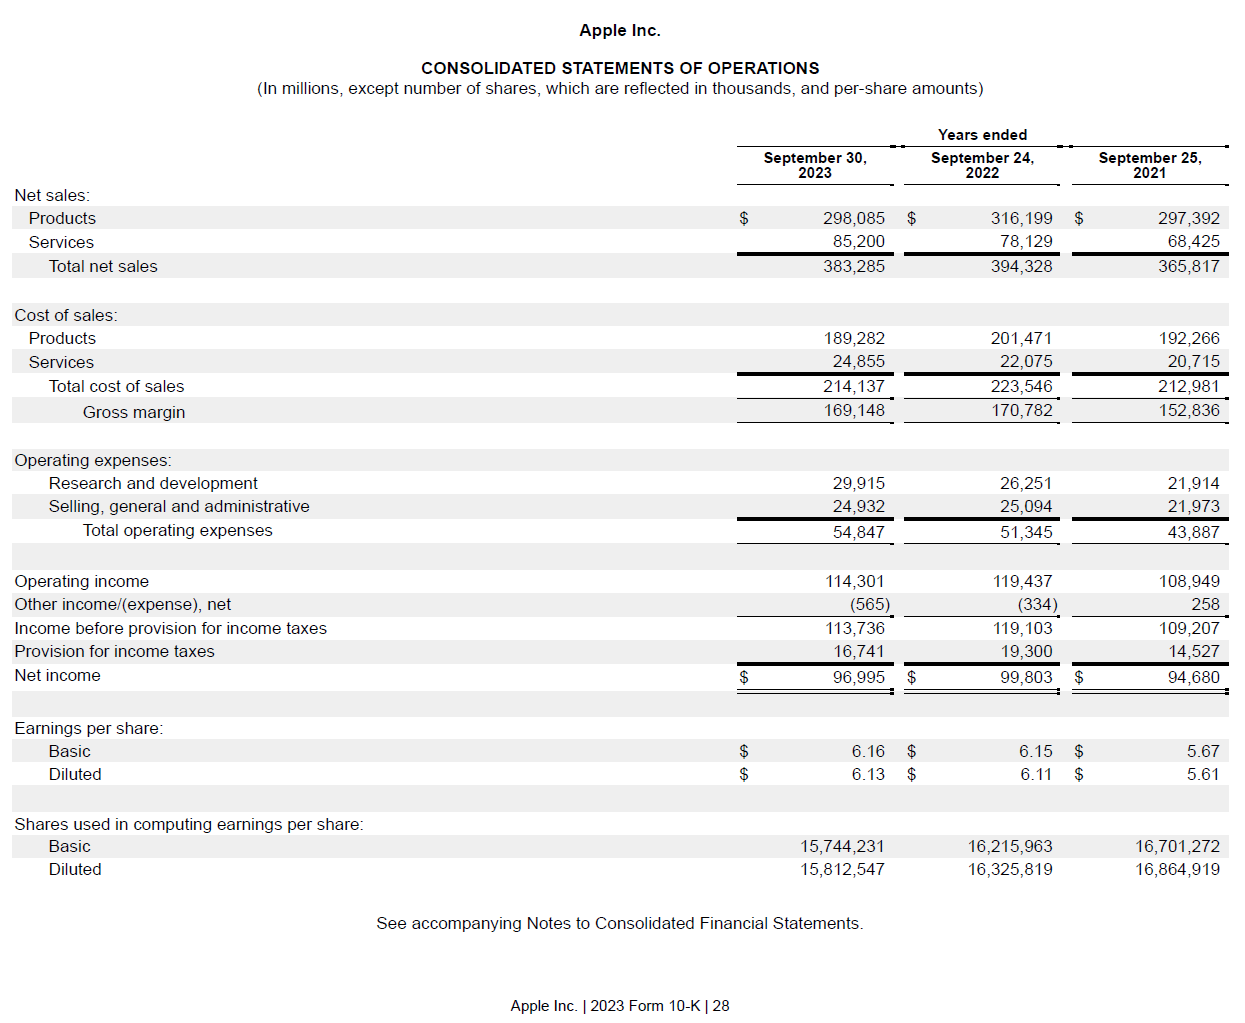 Apple Inc.
CONSOLIDATED STATEMENTS OF OPERATIONS
(In millions, except number of shares, which are reflected in thousands, and per-share amounts)
Years ended
September 30, 2023 September 24, 2022 September 25, 2021
Net sales:
Products $ 298,085 $ 316,199 $ 297,392
Services 85,200 78,129 68,425
Total net sales 383,285 394,328 365,817
Cost of sales:
Products 189,282 201,471 192,266
Services 24,855 22,075 20,715
Total cost of sales 214,137 223,546 212,981
Gross margin 169,148 170,782 152,836
Operating expenses:
Research and development 29,915 26,251 21,914
Selling, general and administrative 24,932 25,094 21,973
Total operating expenses 54,847 51,345 43,887
Operating income 114,301 119,437 108,949
Other income/(expense), net (565) (334) 258
Income before provision for income taxes 113,736 119,103 109,207
Provision for income taxes 16,741 19,300 14,527
Net income $ 96,995 $ 99,803 $ 94,680
Earnings per share:
Basic $ 6.16 $ 6.15 $ 5.67
Diluted $ 6.13 $ 6.11 $ 5.61
Shares used in computing earnings per share:
Basic 15,744,231 16,215,963 16,701,272
Diluted 15,812,547 16,325,819 16,864,919
See accompanying Notes to Consolidated Financial Statements.
Apple Inc. | 2023 Form 10-K | 28